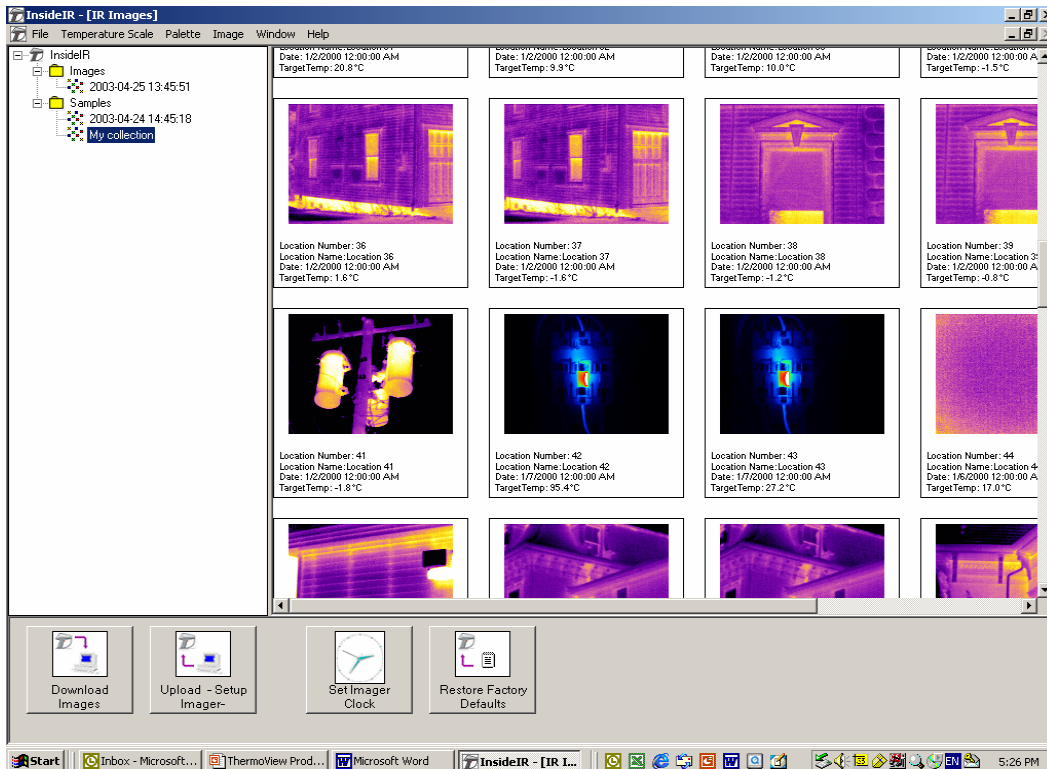 InsideIR - [IR Images]
File Temperature Scale Palette Image Window Help
InsideIR
Images
2003-04-25 13:45:51
Samples
2003-04-24 14:45:18
My collection
Date: 1/2/2000 12:00:00 AM
TargetTemp: 20.8°C
Date: 1/2/2000 12:00:00 AM
TargetTemp: 9.9°C
Date: 1/2/2000 12:00:00 AM
TargetTemp: 10.0°C
Date: 1/2/2000 12:00:00 A
TargetTemp: -1.5°C
Location Number: 36
Location Name:Location 36
Date: 1/2/2000 12:00:00 AM
TargetTemp: 1.6°C
Location Number: 37
Location Name:Location 37
Date: 1/2/2000 12:00:00 AM
TargetTemp: -1.6°C
Location Number: 38
Location Name:Location 38
Date: 1/2/2000 12:00:00 AM
TargetTemp: -1.2°C
Location Number: 39
Location Name:Location 39
Date: 1/2/2000 12:00:00 A
TargetTemp: -0.8°C
Location Number: 41
Location Name:Location 41
Date: 1/2/2000 12:00:00 AM
TargetTemp: -1.8°C
Location Number: 42
Location Name:Location 42
Date: 1/7/2000 12:00:00 AM
TargetTemp: 95.4°C
Location Number: 43
Location Name:Location 43
Date: 1/7/2000 12:00:00 AM
TargetTemp: 27.2°C
Location Number: 44
Location Name:Location 4
Date: 1/6/2000 12:00:00 A
TargetTemp: 17.0°C
Download
Images
Upload - Setup
Imager-
Set Imager
Clock
Restore Factory
Defaults
Start
Inbox - Microsoft...
ThermoView Prod...
Microsoft Word
InsideIR - [IR I...
EN
5:26 PM